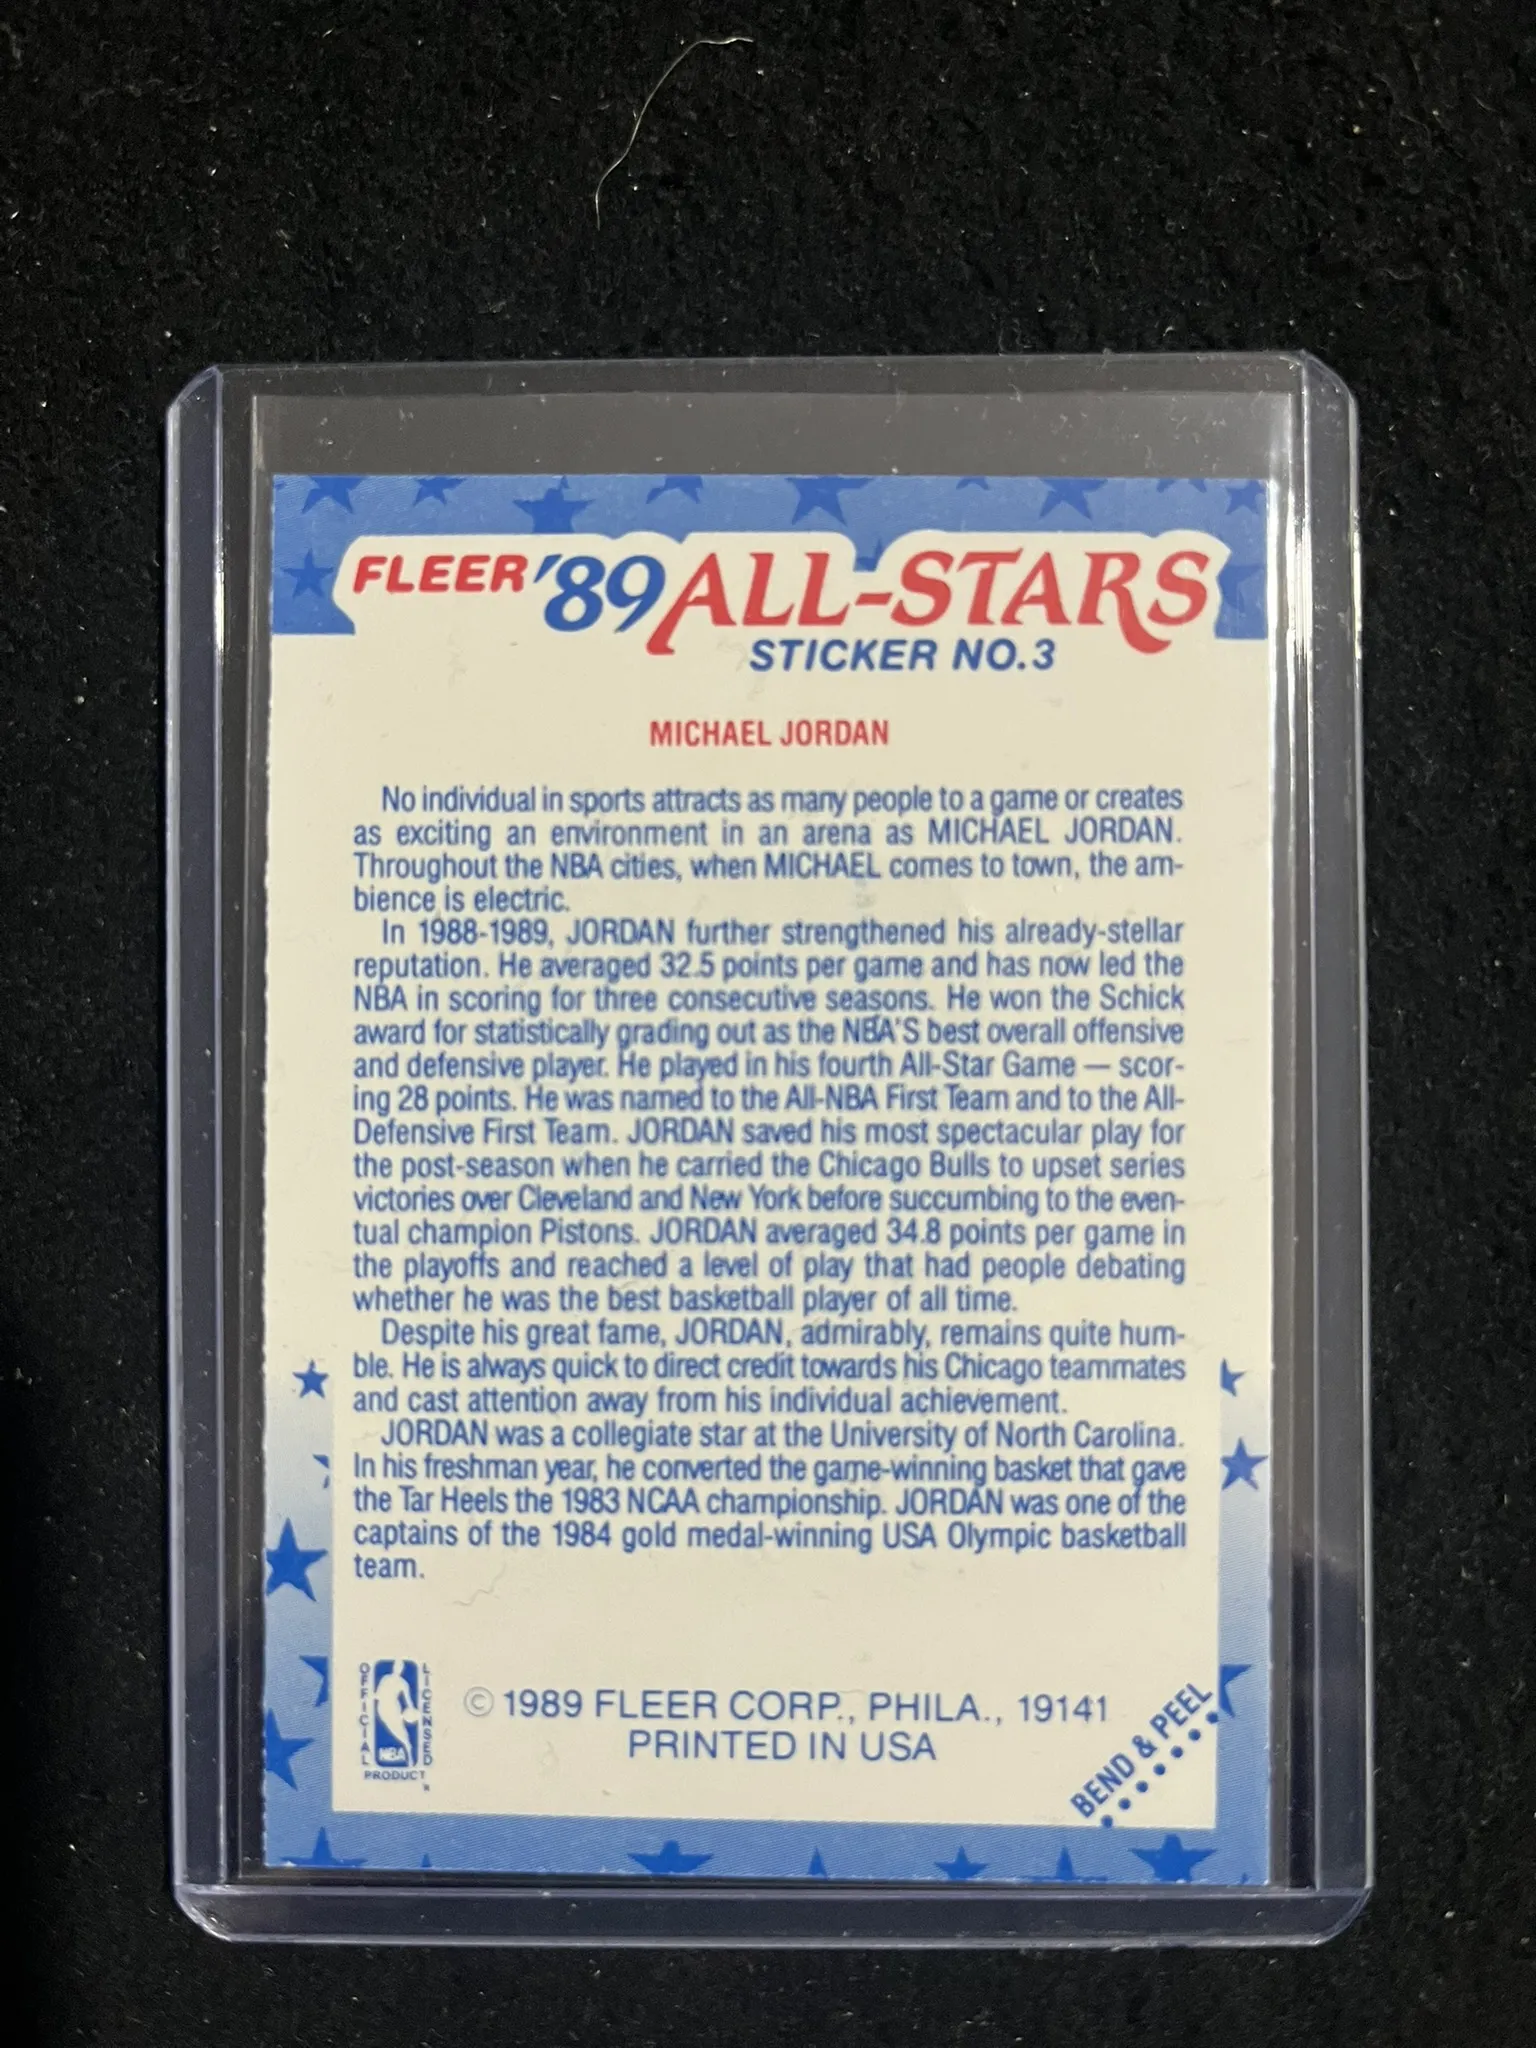 FLEER '89 ALL-STARS
STICKER NO.3
MICHAEL JORDAN
No individual in sports attracts as many people to a game or creates
as exciting an environment in an arena as MICHAEL JORDAN.
Throughout the NBA cities, when MICHAEL comes to town, the am-
bience is electric.
In 1988-1989, JORDAN further strengthened his already-stellar
reputation. He averaged 32.5 points per game and has now led the
NBA in scoring for three consecutive seasons. He won the Schick
award for statistically grading out as the NBA'S best overall offensive
and defensive player. He played in his fourth All-Star Game — scor-
ing 28 points. He was named to the All-NBA First Team and to the All-
Defensive First Team. JORDAN saved his most spectacular play for
the post-season when he carried the Chicago Bulls to upset series
victories over Cleveland and New York before succumbing to the even-
tual champion Pistons. JORDAN averaged 34.8 points per game in
the playoffs and reached a level of play that had people debating
whether he was the best basketball player of all time.
Despite his great fame, JORDAN, admirably, remains quite hum-
ble. He is always quick to direct credit towards his Chicago teammates
and cast attention away from his individual achievement.
JORDAN was a collegiate star at the University of North Carolina.
In his freshman year, he converted the game-winning basket that gave
the Tar Heels the 1983 NCAA championship. JORDAN was one of the
captains of the 1984 gold medal-winning USA Olympic basketball
team.
OFFICIAL
NBA
LICENSED
PRODUCT
© 1989 FLEER CORP., PHILA., 19141
PRINTED IN USA
BEND & PEEL